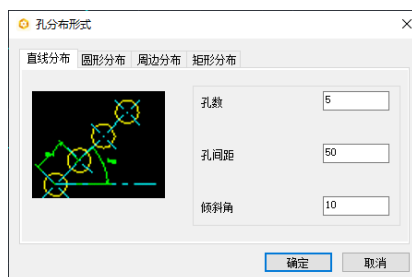 孔分布形式
直线分布 圆形分布 周边分布 矩形分布
孔数 5
孔间距 50
倾斜角 10
确定 取消